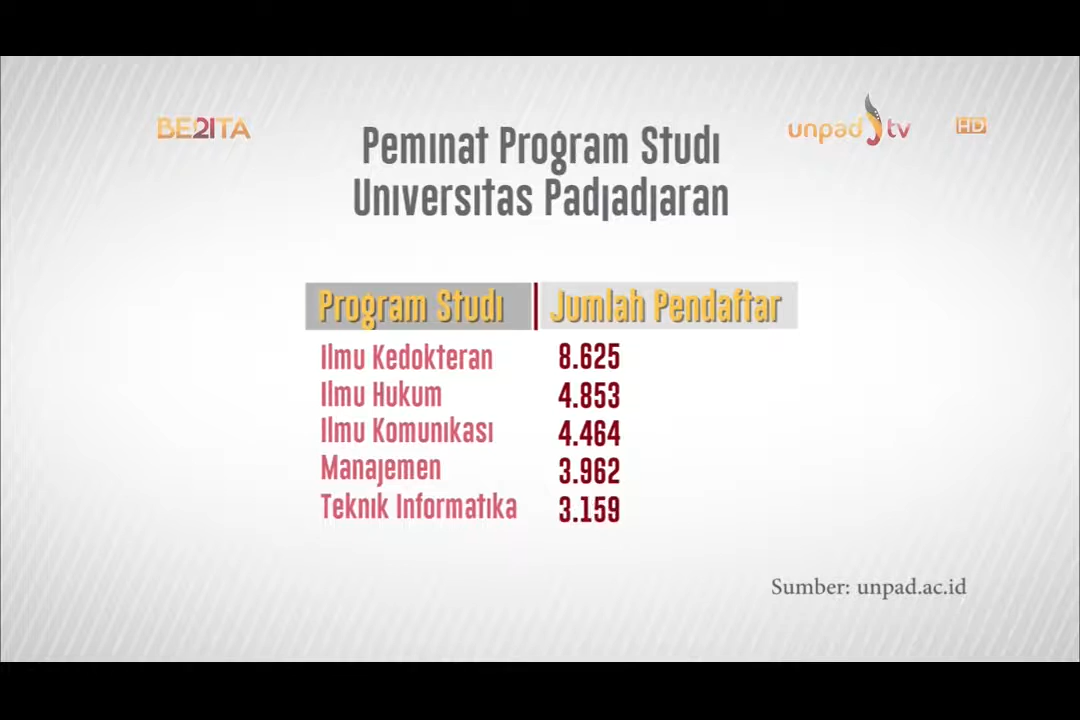 BE21TA
unpad tv
HD
Peminat Program Studi
Universitas Padjadjaran
Program Studi Jumlah Pendaftar
Ilmu Kedokteran 8.625
Ilmu Hukum 4.853
Ilmu Komunikasi 4.464
Manajemen 3.962
Teknik Informatika 3.159
Sumber: unpad.ac.id